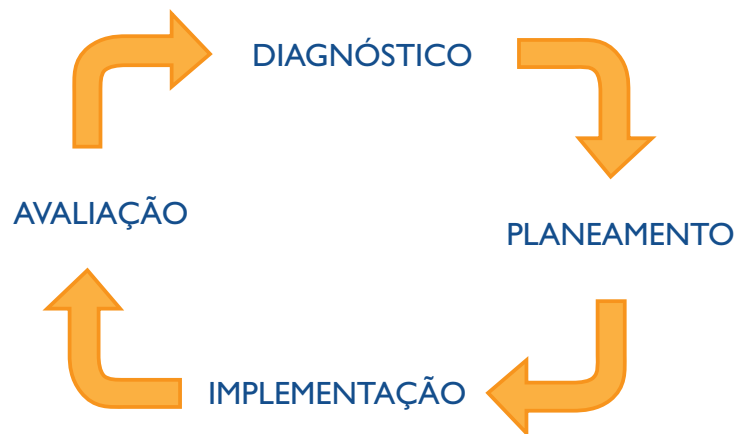 DIAGNÓSTICO
PLANEAMENTO
IMPLEMENTAÇÃO
AVALIAÇÃO